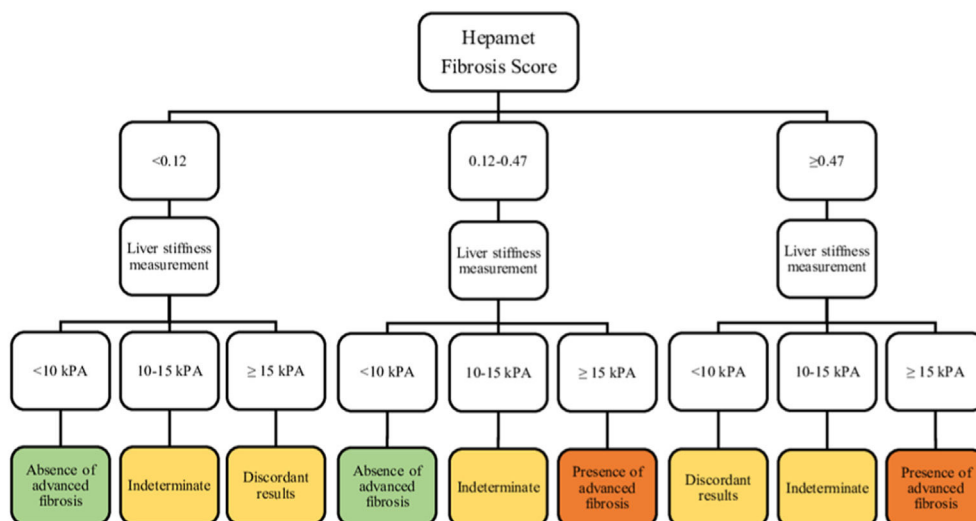 Hepamet
Fibrosis Score
<0.12
0.12-0.47
≥0.47
Liver stiffness
measurement
Liver stiffness
measurement
Liver stiffness
measurement
<10 kPA
10-15 kPA
≥ 15 kPA
<10 kPA
10-15 kPA
≥ 15 kPA
<10 kPA
10-15 kPA
≥ 15 kPA
Absence of
advanced
fibrosis
Indeterminate
Discordant
results
Absence of
advanced
fibrosis
Indeterminate
Presence of
advanced
fibrosis
Discordant
results
Indeterminate
Presence of
advanced
fibrosis